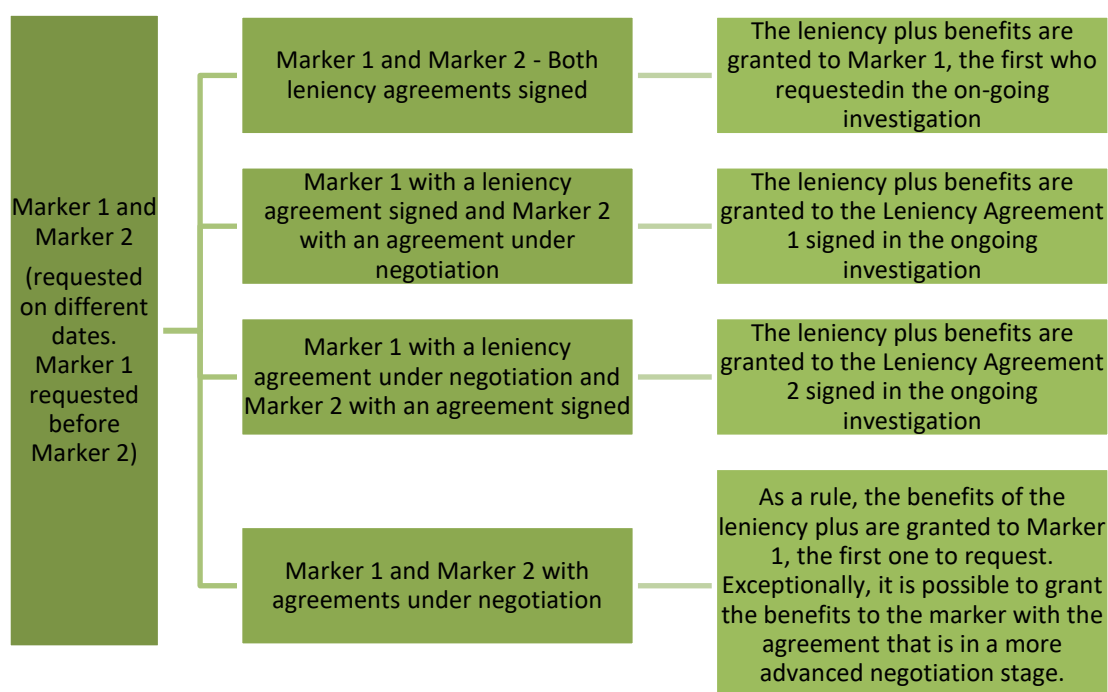 Marker 1 and
Marker 2
(requested
on different
dates.
Marker 1
requested
before
Marker 2)
Marker 1 and Marker 2 - Both
leniency agreements signed
The leniency plus benefits are
granted to Marker 1, the first who
requestedin the on-going
investigation
Marker 1 with a leniency
agreement signed and Marker 2
with an agreement under
negotiation
The leniency plus benefits are
granted to the Leniency Agreement
1 signed in the ongoing
investigation
Marker 1 with a leniency
agreement under negotiation and
Marker 2 with an agreement signed
The leniency plus benefits are
granted to the Leniency Agreement
2 signed in the ongoing
investigation
Marker 1 and Marker 2 with
agreements under negotiation
As a rule, the benefits of the
leniency plus are granted to Marker
1, the first one to request.
Exceptionally, it is possible to grant
the benefits to the marker with the
agreement that is in a more
advanced negotiation stage.